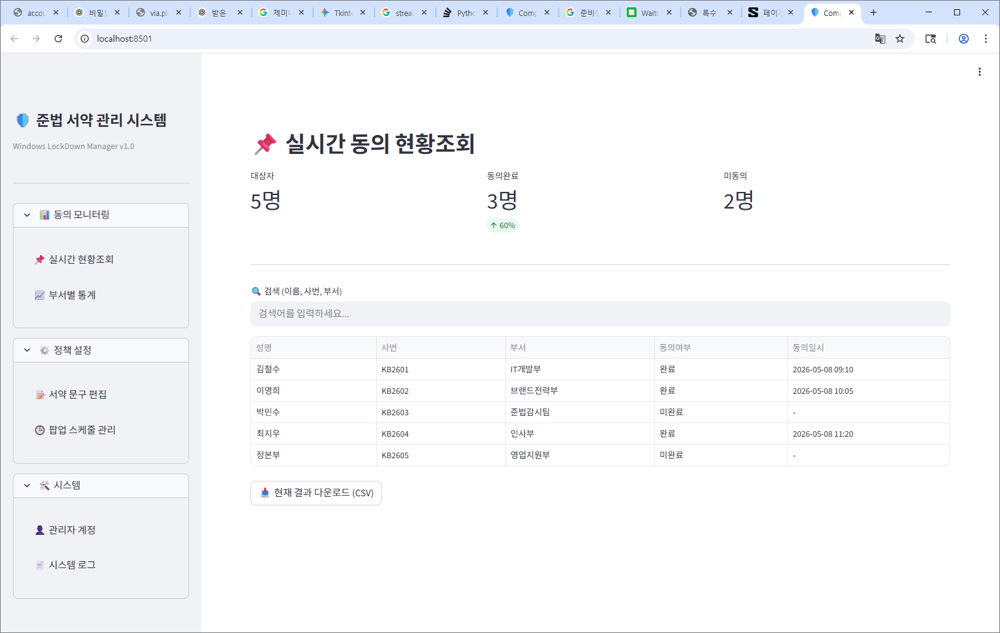 accou
비밀번
via.pl
받은
제미니
Tkinte
strear
Pytho
Comp
준비중
Waiti
특수
페이지
Comp
localhost:8501
준법 서약 관리 시스템
Windows LockDown Manager v1.0
동의 모니터링
실시간 현황조회
부서별 통계
정책 설정
서약 문구 편집
팝업 스케줄 관리
시스템
관리자 계정
시스템 로그
실시간 동의 현황조회
대상자 동의완료 미동의
5명 3명 2명
↑ 60%
검색 (이름, 사번, 부서)
검색어를 입력하세요...
성명 사번 부서 동의여부 동의일시
김철수 KB2601 IT개발부 완료 2026-05-08 09:10
이영희 KB2602 브랜드전략부 완료 2026-05-08 10:05
박민수 KB2603 준법감시팀 미완료 -
최지우 KB2604 인사부 완료 2026-05-08 11:20
정본부 KB2605 영업지원부 미완료 -
현재 결과 다운로드 (CSV)